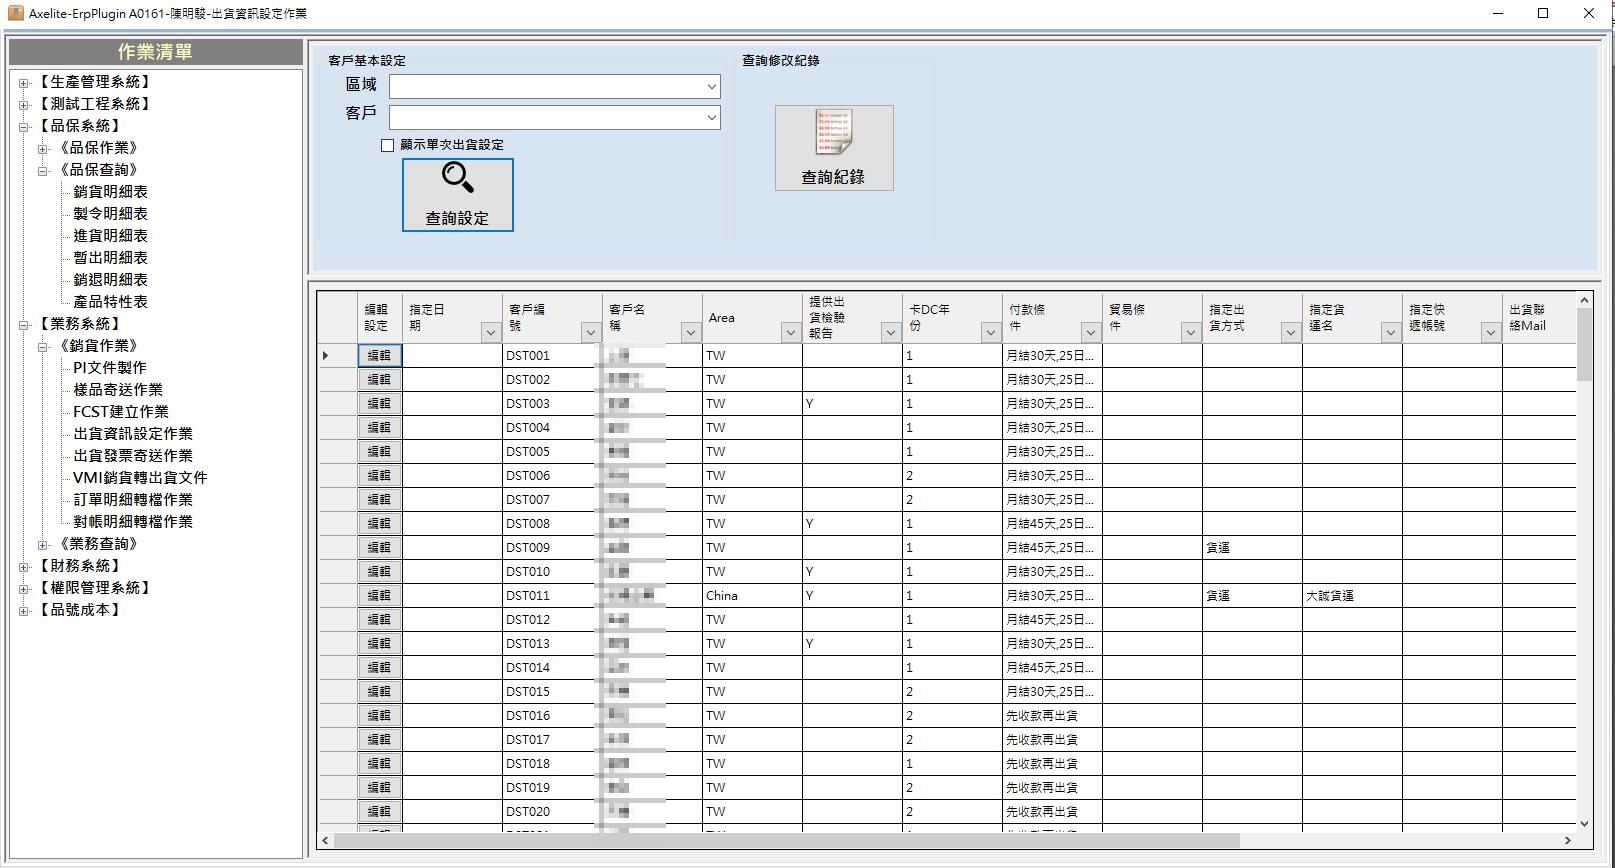 Axelite-ErpPlugin A0161-陳明駿-出貨資訊設定作業
作業清單
【生產管理系統】
【測試工程系統】
【品保系統】
《品保作業》
《品保查詢》
銷貨明細表
製令明細表
進貨明細表
暫出明細表
銷退明細表
產品特性表
【業務系統】
《銷貨作業》
PI文件製作
樣品寄送作業
FCST建立作業
出貨資訊設定作業
出貨發票寄送作業
VMI銷貨轉出貨文件
訂單明細轉檔作業
對帳明細轉檔作業
《業務查詢》
【財務系統】
【權限管理系統】
【品號成本】
客戶基本設定
區域
客戶
顯示單次出貨設定
查詢設定
查詢修改紀錄
查詢紀錄
編輯設定 指定日期 客戶編號 客戶名稱 Area 提供出貨檢驗報告 卡DC年份 付款條件 貿易條件 指定出貨方式 指定貨運名 指定快遞帳號 出貨聯絡Mail
編輯 DST001 TW 1 月結30天,25日...
編輯 DST002 TW 1 月結30天,25日...
編輯 DST003 TW Y 1 月結30天,25日...
編輯 DST004 TW 1 月結30天,25日...
編輯 DST005 TW 1 月結30天,25日...
編輯 DST006 TW 2 月結30天,25日...
編輯 DST007 TW 2 月結30天,25日...
編輯 DST008 TW Y 1 月結45天,25日...
編輯 DST009 TW 1 月結45天,25日... 貨運
編輯 DST010 TW Y 1 月結30天,25日...
編輯 DST011 China Y 1 月結30天,25日... 貨運 大誠貨運
編輯 DST012 TW 1 月結45天,25日...
編輯 DST013 TW Y 1 月結30天,25日...
編輯 DST014 TW 1 月結45天,25日...
編輯 DST015 TW 2 月結30天,25日...
編輯 DST016 TW 2 先收款再出貨
編輯 DST017 TW 2 先收款再出貨
編輯 DST018 TW 1 先收款再出貨
編輯 DST019 TW 2 先收款再出貨
編輯 DST020 TW 2 先收款再出貨